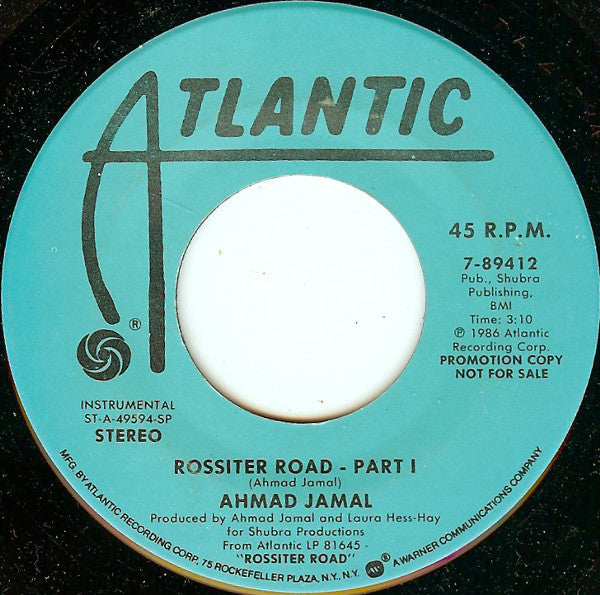 ATLANTIC
®
45 R.P.M.
7-89412
Pub., Shubra
Publishing,
BMI
Time: 3:10
℗ 1986 Atlantic
Recording Corp.
PROMOTION COPY
NOT FOR SALE
INSTRUMENTAL
ST-A-49594-SP
STEREO
ROSSITER ROAD - PART I
(Ahmad Jamal)
AHMAD JAMAL
Produced by Ahmad Jamal and Laura Hess-Hay
for Shubra Productions
From Atlantic LP 81645 -
"ROSSITER ROAD"
MFG. BY ATLANTIC RECORDING CORP., 75 ROCKEFELLER PLAZA, N.Y., N.Y. ® A WARNER COMMUNICATIONS COMPANY